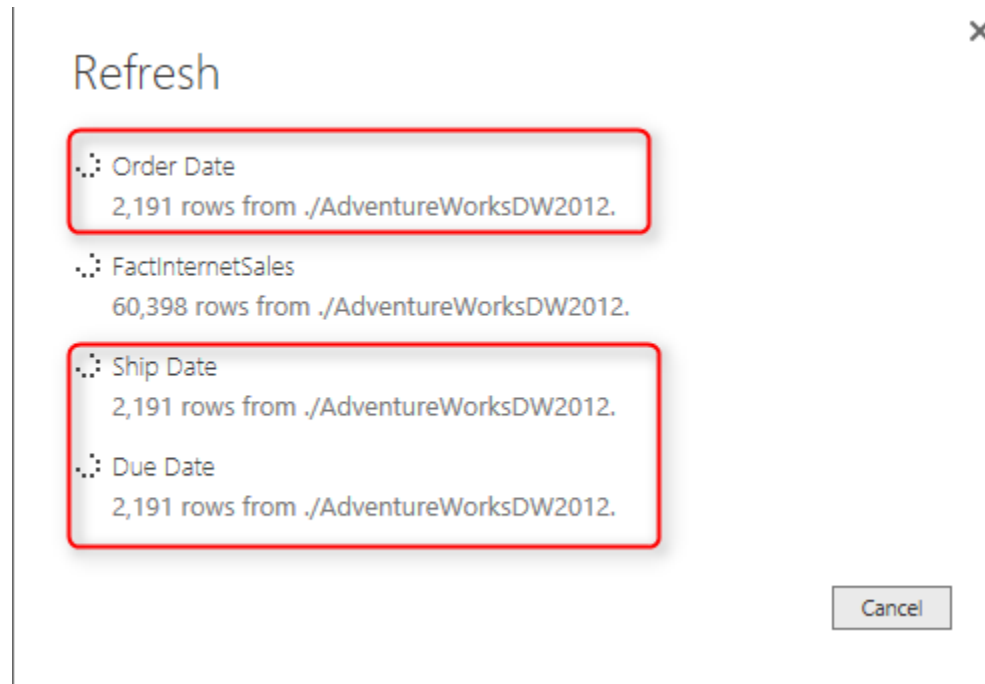 Refresh
Order Date
2,191 rows from ./AdventureWorksDW2012.
FactInternetSales
60,398 rows from ./AdventureWorksDW2012.
Ship Date
2,191 rows from ./AdventureWorksDW2012.
Due Date
2,191 rows from ./AdventureWorksDW2012.
Cancel